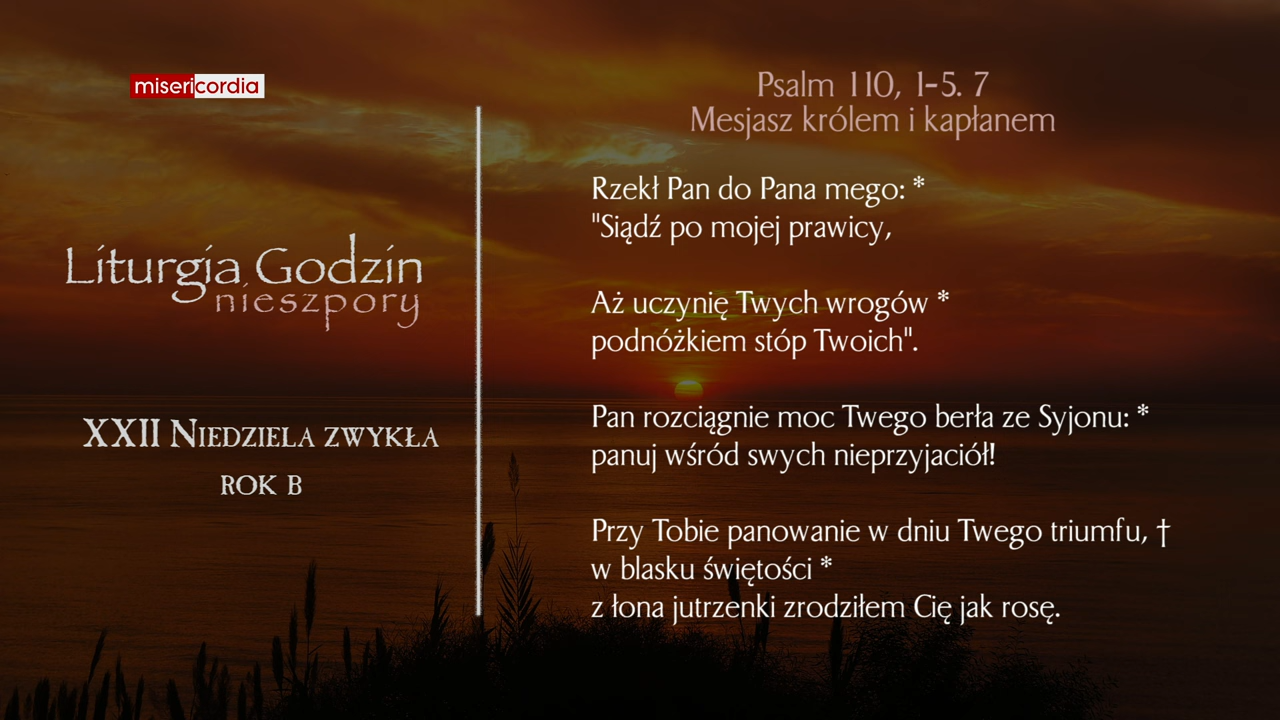 misericordia
Liturgia Godzin
nieszpory
XXII Niedziela zwykła
rok B
Psalm 110, 1-5. 7
Mesjasz królem i kapłanem
Rzekł Pan do Pana mego: *
"Siądź po mojej prawicy,
Aż uczynię Twych wrogów *
podnóżkiem stóp Twoich".
Pan rozciągnie moc Twego berła ze Syjonu: *
panuj wśród swych nieprzyjaciół!
Przy Tobie panowanie w dniu Twego triumfu, †
w blasku świętości *
z łona jutrzenki zrodziłem Cię jak rosę.